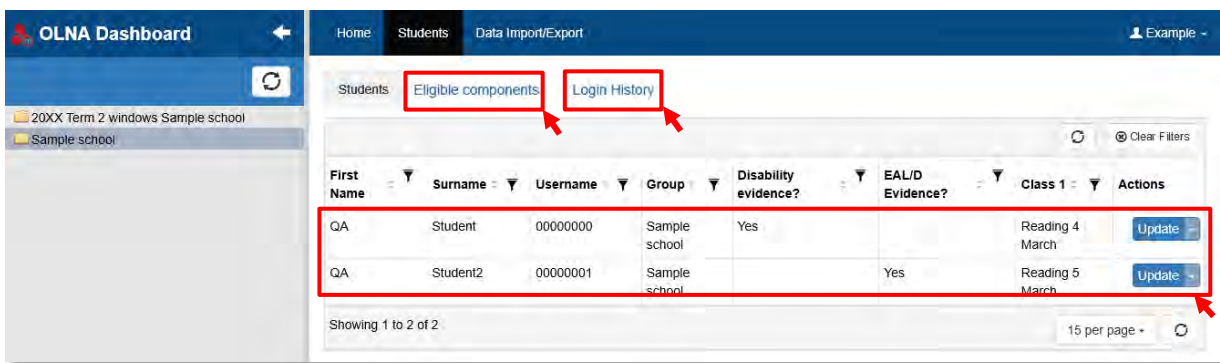 OLNA Dashboard
Home Students Data Import/Export Example
Students Eligible components Login History
20XX Term 2 windows Sample school
Sample school
Clear Filters
First Name Surname Username Group Disability evidence? EAL/D Evidence? Class 1 Actions
QA Student 00000000 Sample school Yes Reading 4 March Update
QA Student2 00000001 Sample school Yes Reading 5 March Update
Showing 1 to 2 of 2
15 per page